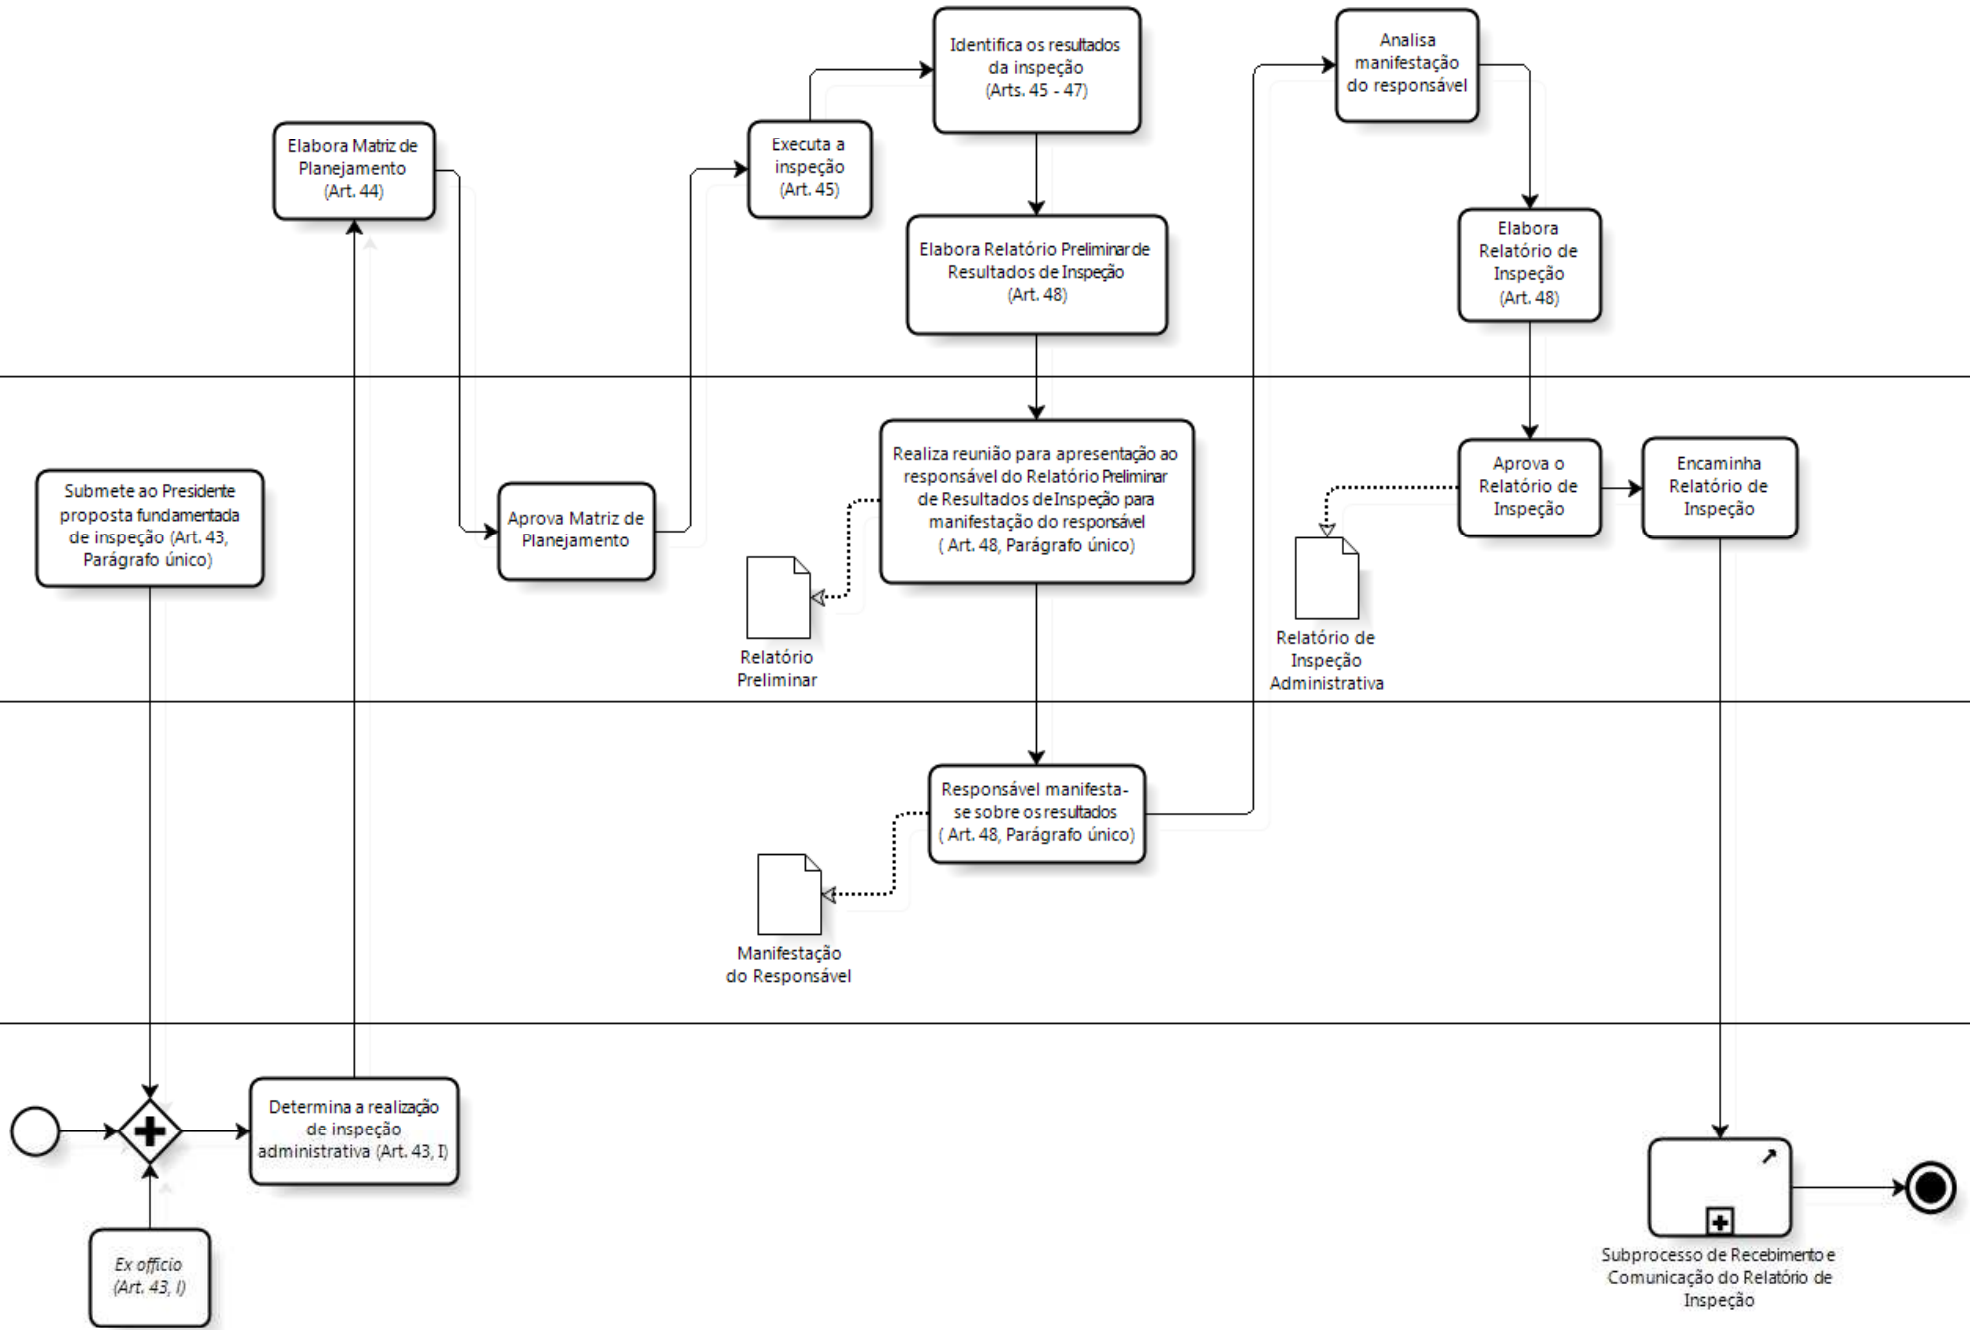 Identifica os resultados
da inspeção
(Arts. 45 - 47)
Analisa
manifestação
do responsável
Elabora Matriz de
Planejamento
(Art. 44)
Executa a
inspeção
(Art. 45)
Elabora Relatório Preliminar de
Resultados de Inspeção
(Art. 48)
Elabora
Relatório de
Inspeção
(Art. 48)
Submete ao Presidente
proposta fundamentada
de inspeção (Art. 43,
Parágrafo único)
Aprova Matriz de
Planejamento
Realiza reunião para apresentação ao
responsável do Relatório Preliminar
de Resultados de Inspeção para
manifestação do responsável
( Art. 48, Parágrafo único)
Aprova o
Relatório de
Inspeção
Encaminha
Relatório de
Inspeção
Relatório
Preliminar
Relatório de
Inspeção
Administrativa
Responsável manifesta-
se sobre os resultados
( Art. 48, Parágrafo único)
Manifestação
do Responsável
Determina a realização
de inspeção
administrativa (Art. 43, I)
Ex officio
(Art. 43, I)
Subprocesso de Recebimento e
Comunicação do Relatório de
Inspeção